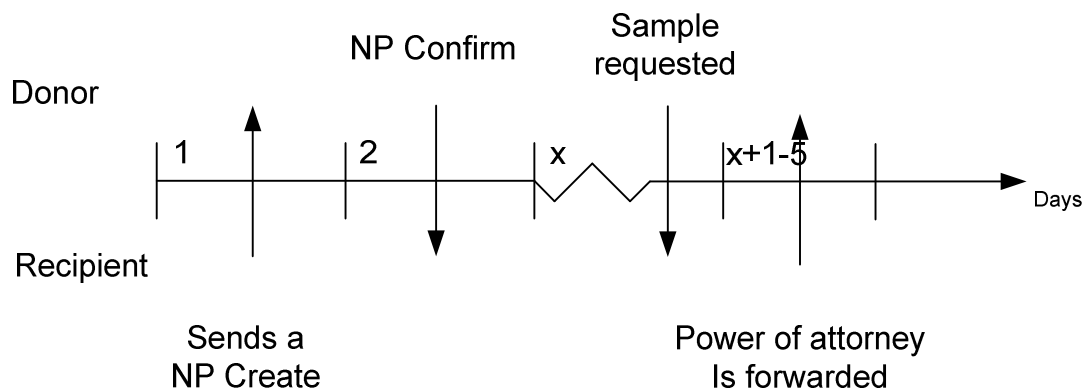 Sample
requested
NP Confirm
Donor
1
2
x
x+1-5
Days
Recipient
Sends a
NP Create
Power of attorney
Is forwarded